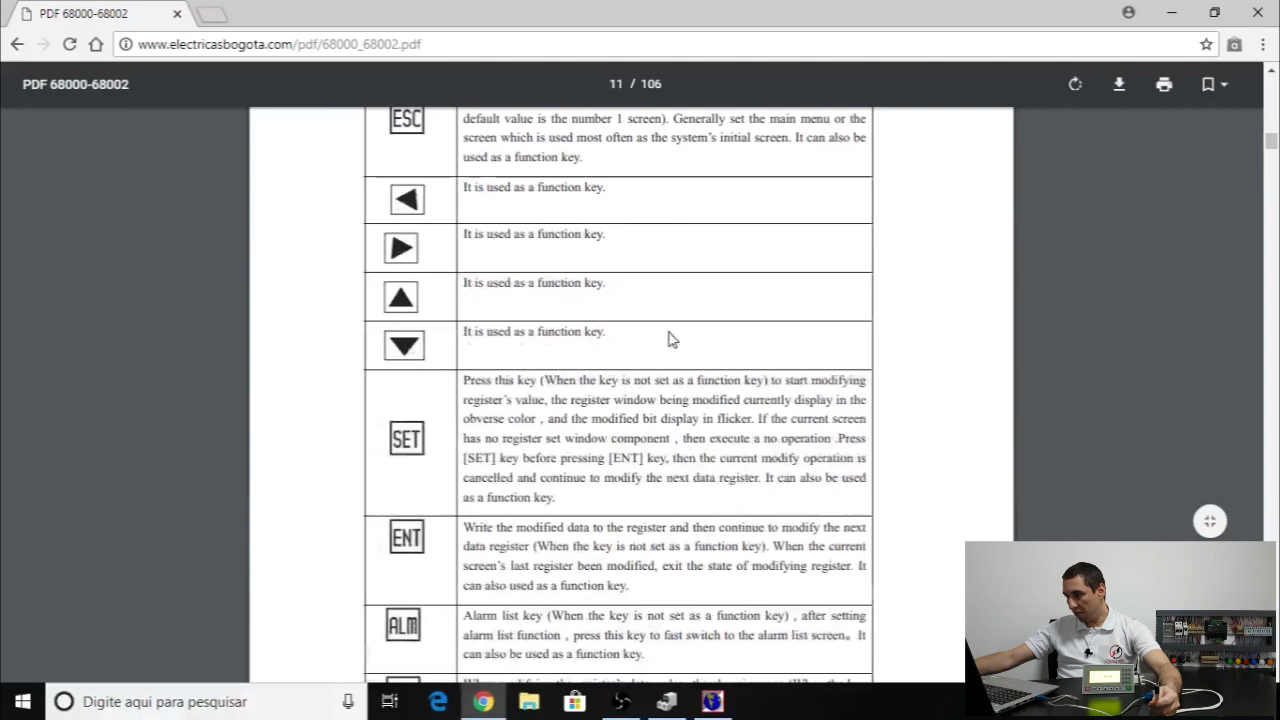 PDF 68000-68002
www.electricasbogota.com/pdf/68000_68002.pdf
PDF 68000-68002
11 / 106
ESC
default value is the number 1 screen). Generally set the main menu or the
screen which is used most often as the system's initial screen. It can also be
used as a function key.
It is used as a function key.
It is used as a function key.
It is used as a function key.
It is used as a function key.
SET
Press this key (When the key is not set as a function key) to start modifying
register's value, the register window being modified currently display in the
obverse color , and the modified bit display in flicker. If the current screen
has no register set window component , then execute a no operation .Press
[SET] key before pressing [ENT] key, then the current modify operation is
cancelled and continue to modify the next data register. It can also be used
as a function key.
ENT
Write the modified data to the register and then continue to modify the next
data register (When the key is not set as a function key). When the current
screen's last register been modified, exit the state of modifying register. It
can also used as a function key.
ALM
Alarm list key (When the key is not set as a function key) , after setting
alarm list function , press this key to fast switch to the alarm list screen。 It
can also be used as a function key.
Digite aqui para pesquisar